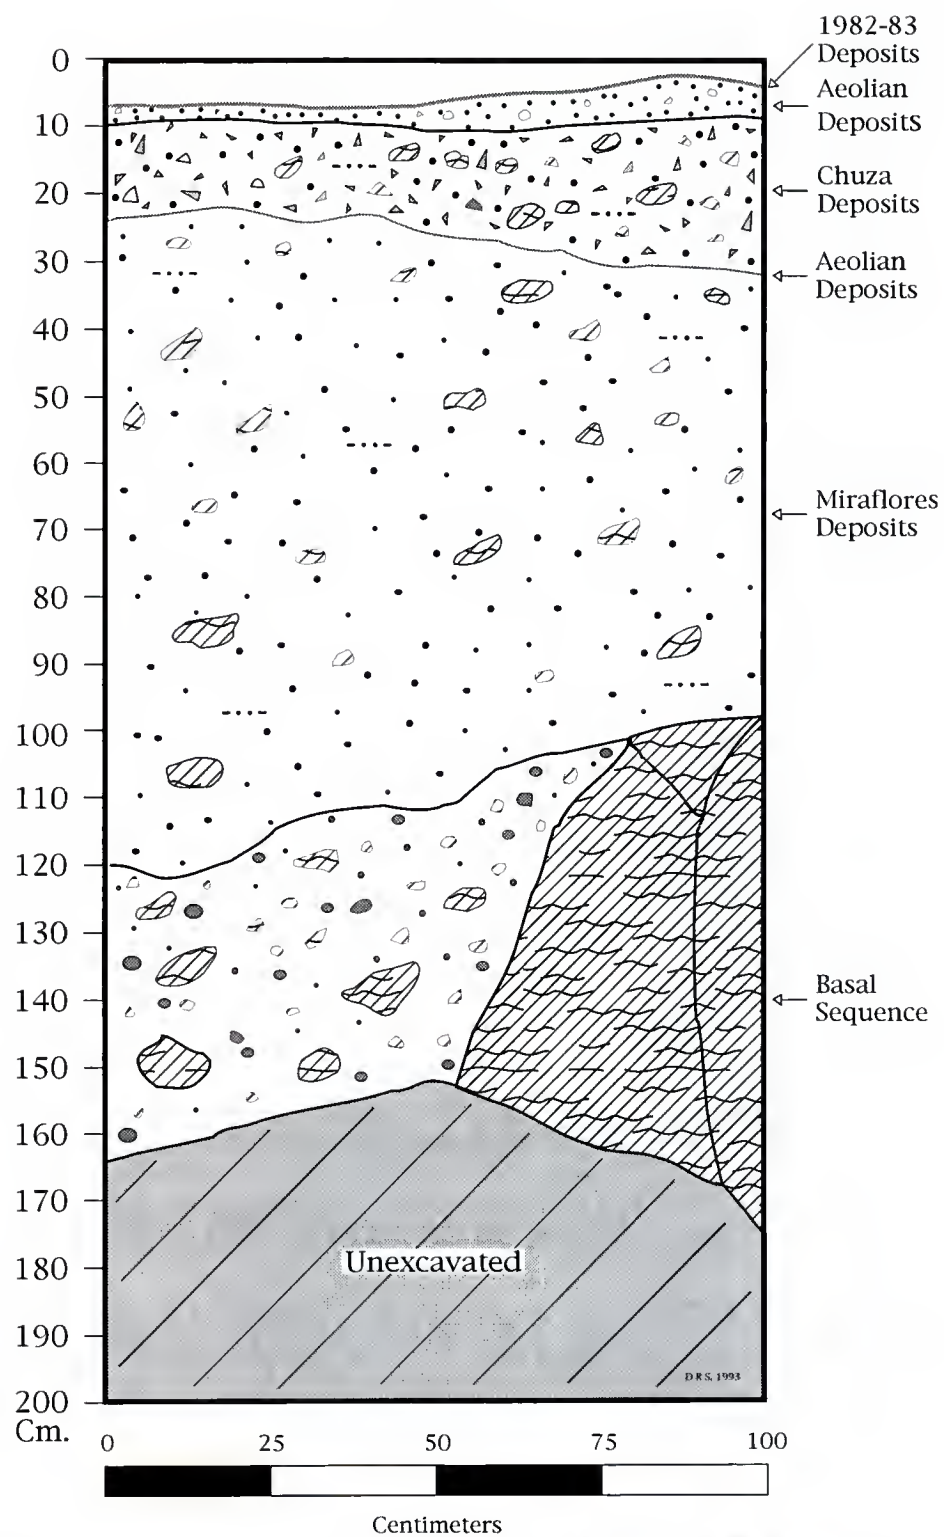 1982-83
Deposits
Aeolian
Deposits
Chuza
Deposits
Aeolian
Deposits
Miraflores
Deposits
Basal
Sequence
0
10
20
30
40
50
60
70
80
90
100
110
120
130
140
150
160
170
180
190
200
Cm.
Unexcavated
D.R.S. 1993
0 25 50 75 100
Centimeters